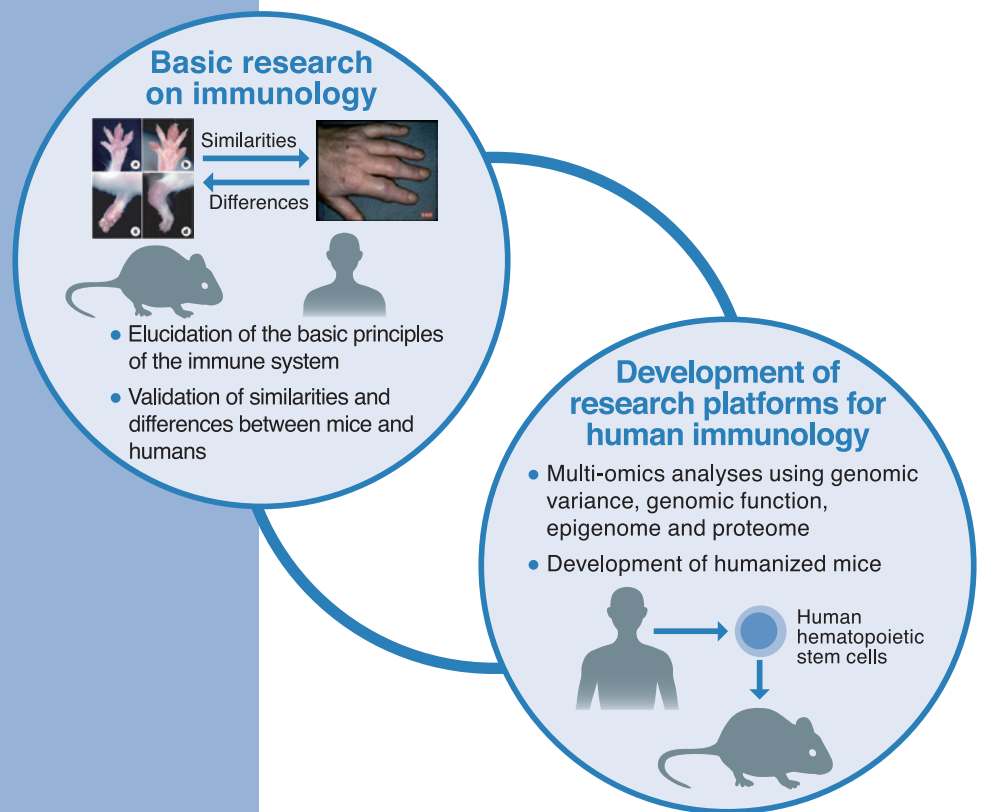 Basic research
on immunology
Similarities
Differences
a
b
c
d
• Elucidation of the basic principles
of the immune system
• Validation of similarities and
differences between mice and
humans
Development of
research platforms for
human immunology
• Multi-omics analyses using genomic
variance, genomic function,
epigenome and proteome
• Development of humanized mice
Human
hematopoietic
stem cells